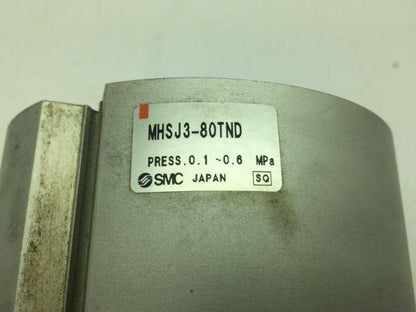 MHSJ3-80TND
PRESS.0.1 ~0.6 MPa
SMC JAPAN SQ